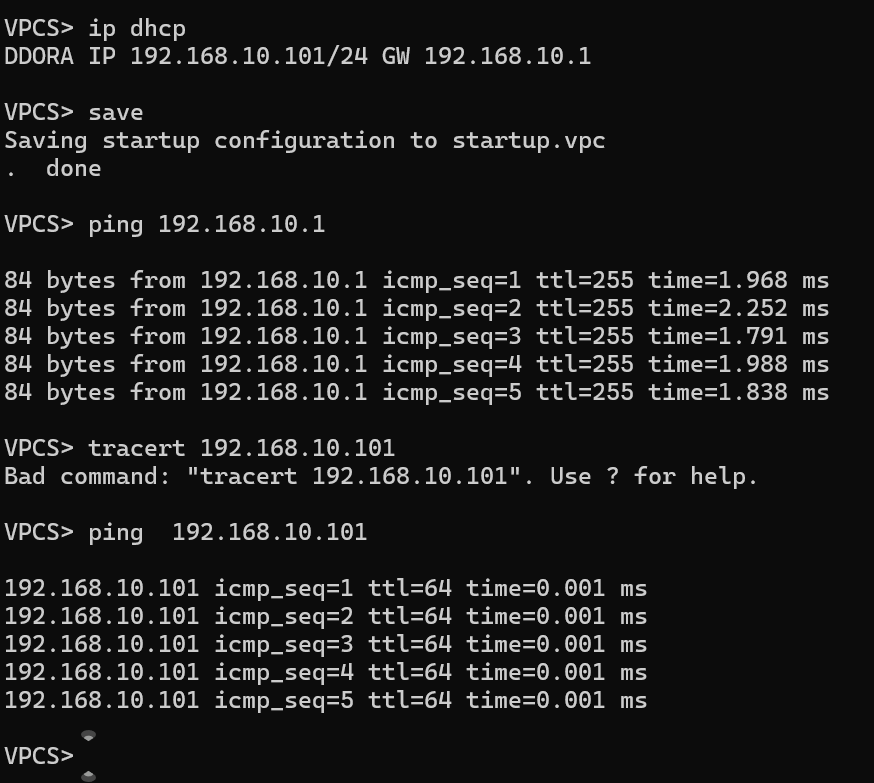 VPCS> ip dhcp
DDORA IP 192.168.10.101/24 GW 192.168.10.1
VPCS> save
Saving startup configuration to startup.vpc
.  done
VPCS> ping 192.168.10.1
84 bytes from 192.168.10.1 icmp_seq=1 ttl=255 time=1.968 ms
84 bytes from 192.168.10.1 icmp_seq=2 ttl=255 time=2.252 ms
84 bytes from 192.168.10.1 icmp_seq=3 ttl=255 time=1.791 ms
84 bytes from 192.168.10.1 icmp_seq=4 ttl=255 time=1.988 ms
84 bytes from 192.168.10.1 icmp_seq=5 ttl=255 time=1.838 ms
VPCS> tracert 192.168.10.101
Bad command: "tracert 192.168.10.101". Use ? for help.
VPCS> ping  192.168.10.101
192.168.10.101 icmp_seq=1 ttl=64 time=0.001 ms
192.168.10.101 icmp_seq=2 ttl=64 time=0.001 ms
192.168.10.101 icmp_seq=3 ttl=64 time=0.001 ms
192.168.10.101 icmp_seq=4 ttl=64 time=0.001 ms
192.168.10.101 icmp_seq=5 ttl=64 time=0.001 ms
VPCS>